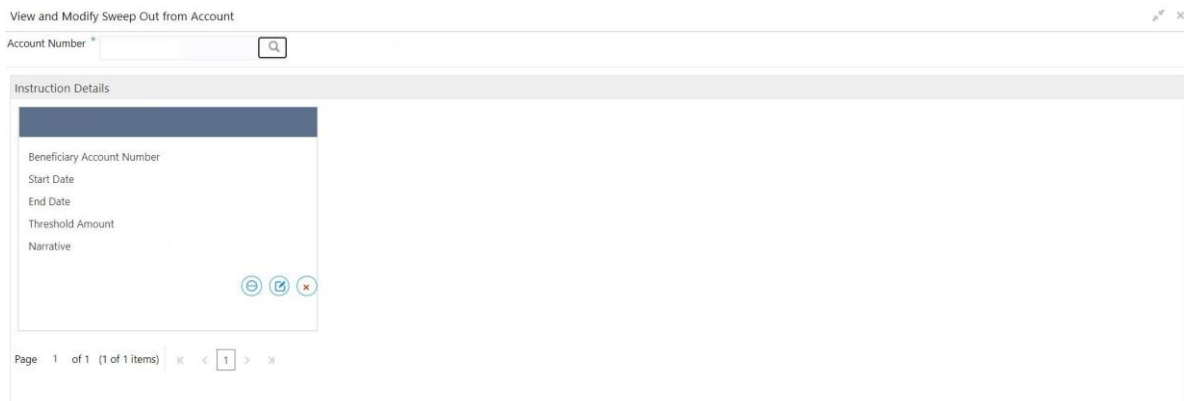 View and Modify Sweep Out from Account
Account Number *
Instruction Details
Beneficiary Account Number
Start Date
End Date
Threshold Amount
Narrative
Page 1 of 1 (1 of 1 items) 1